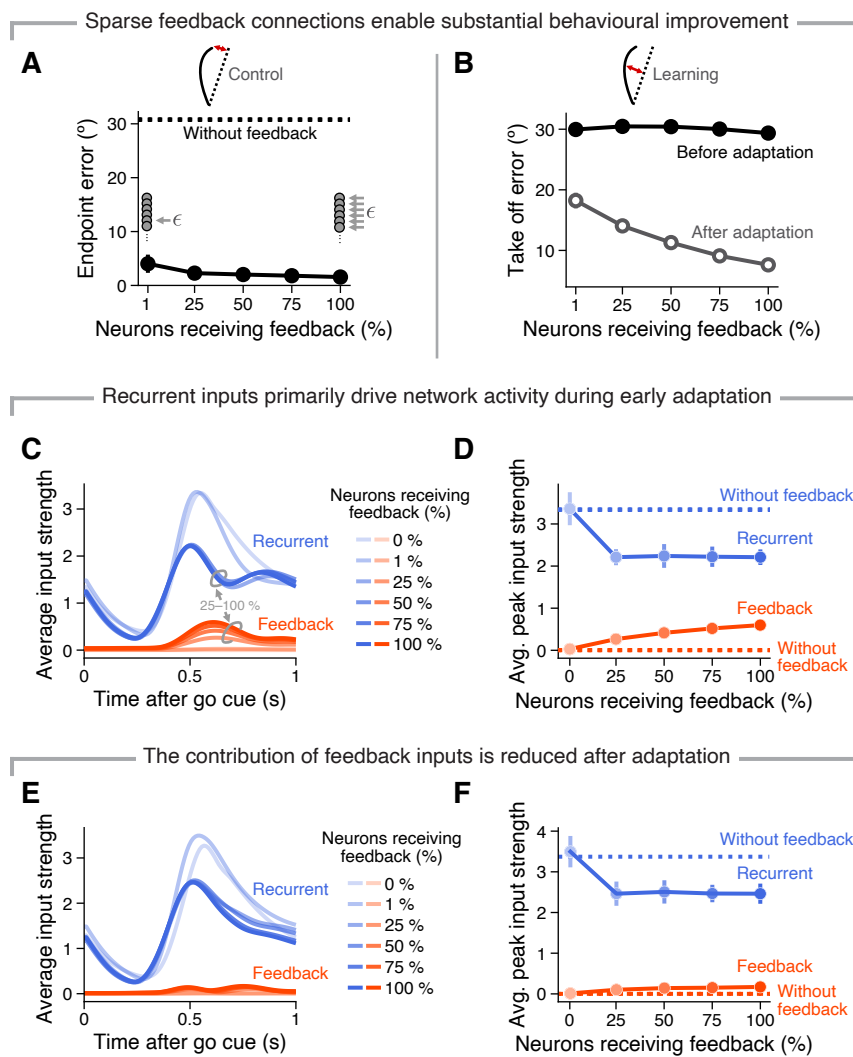 Sparse feedback connections enable substantial behavioural improvement
A
Control
Endpoint error (º)
30
20
10
0
Without feedback
ϵ
ϵ
1 25 50 75 100
Neurons receiving feedback (%)
B
Learning
Take off error (º)
30
20
10
Before adaptation
After adaptation
1 25 50 75 100
Neurons receiving feedback (%)
Recurrent inputs primarily drive network activity during early adaptation
C
Average input strength
3
2
1
0
Recurrent
25–100 %
Feedback
0 0.5 1
Time after go cue (s)
Neurons receiving
feedback (%)
0 %
1 %
25 %
50 %
75 %
100 %
D
Avg. peak input strength
3
2
1
0
Without feedback
Recurrent
Feedback
Without
feedback
0 25 50 75 100
Neurons receiving feedback (%)
The contribution of feedback inputs is reduced after adaptation
E
Average input strength
3
2
1
0
Recurrent
Feedback
0 0.5 1
Time after go cue (s)
Neurons receiving
feedback (%)
0 %
1 %
25 %
50 %
75 %
100 %
F
Avg. peak input strength
4
3
2
1
0
Without feedback
Recurrent
Feedback
Without
feedback
0 25 50 75 100
Neurons receiving feedback (%)